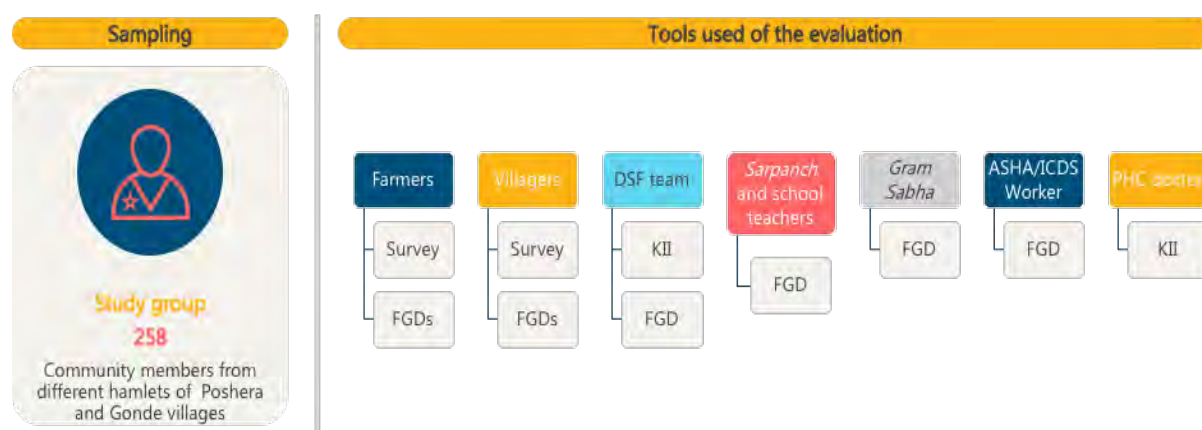 Sampling
Study group
258
Community members from
different hamlets of Poshera
and Gonde villages
Tools used of the evaluation
Farmers
Survey
FGDs
Villagers
Survey
FGDs
DSF team
KII
FGD
Sarpanch
and school
teachers
FGD
Gram
Sabha
FGD
ASHA/ICDS
Worker
FGD
PHC doctor
KII